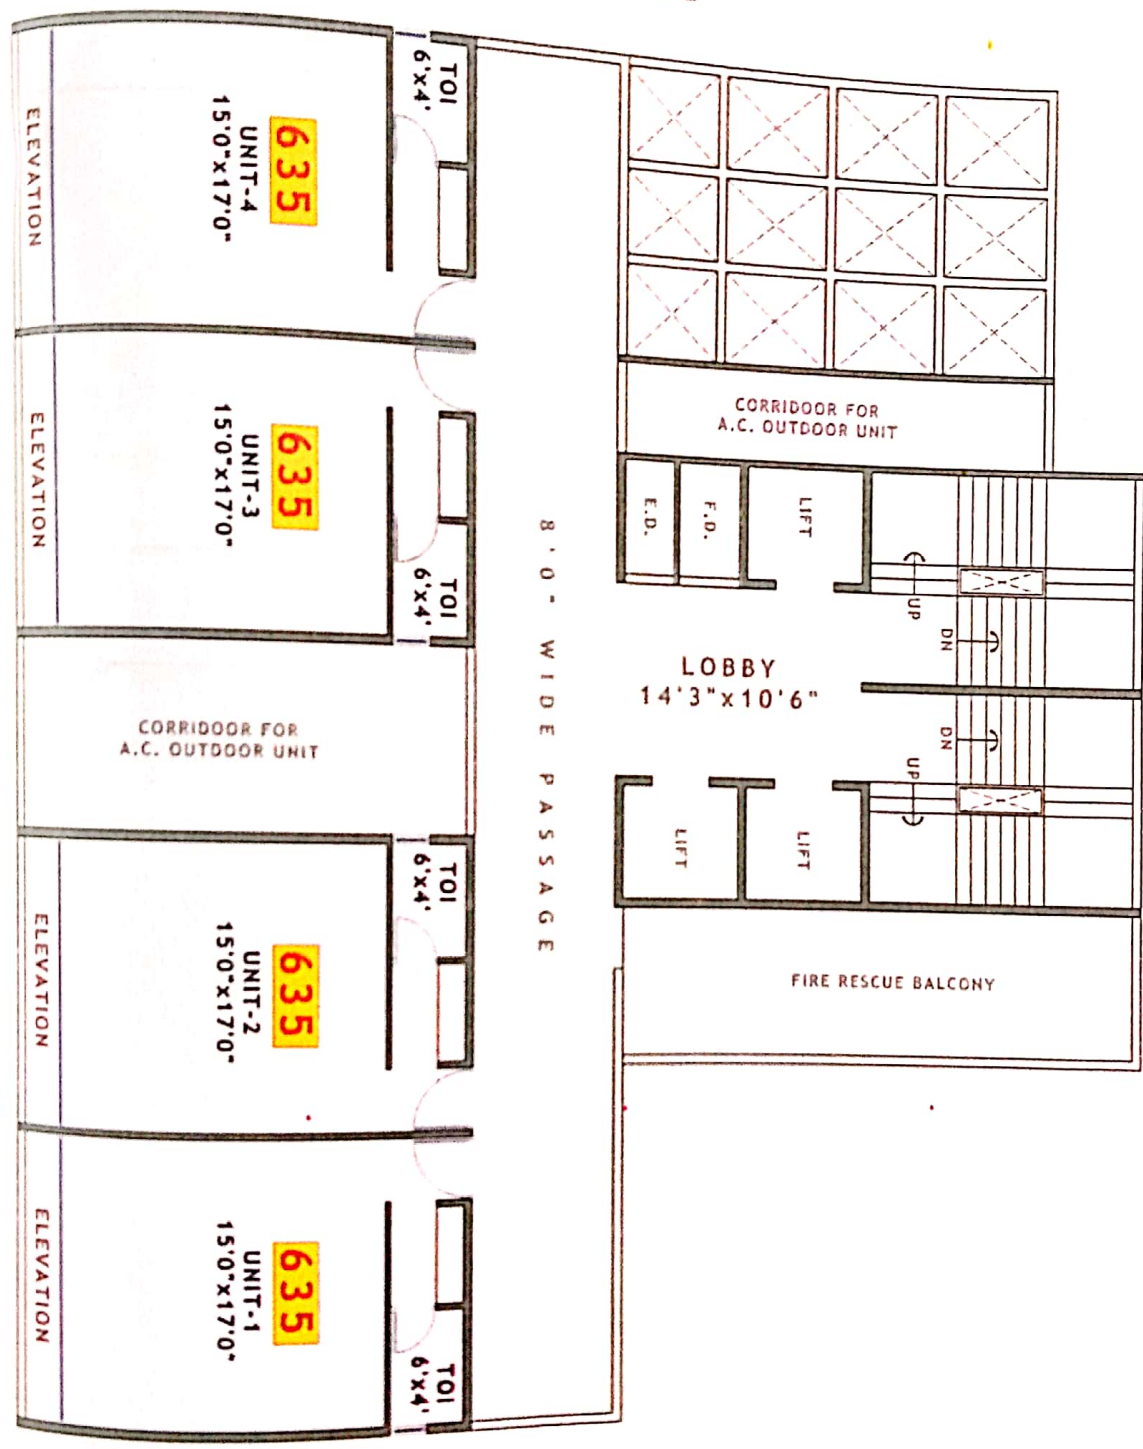 TOI
6'x4'
635
UNIT-4
15'0"x17'0"
ELEVATION
635
UNIT-3
15'0"x17'0"
ELEVATION
TOI
6'x4'
CORRIDOOR FOR
A.C. OUTDOOR UNIT
TOI
6'x4'
635
UNIT-2
15'0"x17'0"
ELEVATION
635
UNIT-1
15'0"x17'0"
ELEVATION
TOI
6'x4'
8'0" WIDE PASSAGE
CORRIDOOR FOR
A.C. OUTDOOR UNIT
E.D.
F.D.
LIFT
UP
DN
LOBBY
14'3"x10'6"
DN
UP
LIFT
LIFT
FIRE RESCUE BALCONY